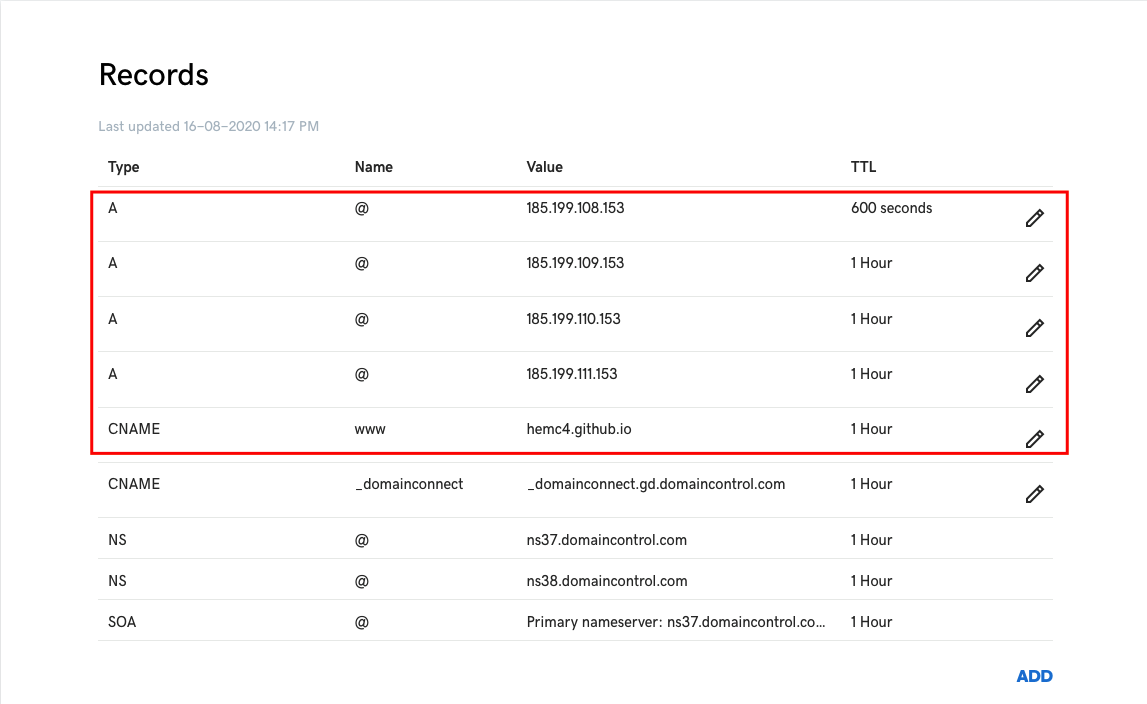 Records
Last updated 16-08-2020 14:17 PM
Type Name Value TTL
A @ 185.199.108.153 600 seconds
A @ 185.199.109.153 1 Hour
A @ 185.199.110.153 1 Hour
A @ 185.199.111.153 1 Hour
CNAME www hemc4.github.io 1 Hour
CNAME _domainconnect _domainconnect.gd.domaincontrol.com 1 Hour
NS @ ns37.domaincontrol.com 1 Hour
NS @ ns38.domaincontrol.com 1 Hour
SOA @ Primary nameserver: ns37.domaincontrol.co... 1 Hour
ADD